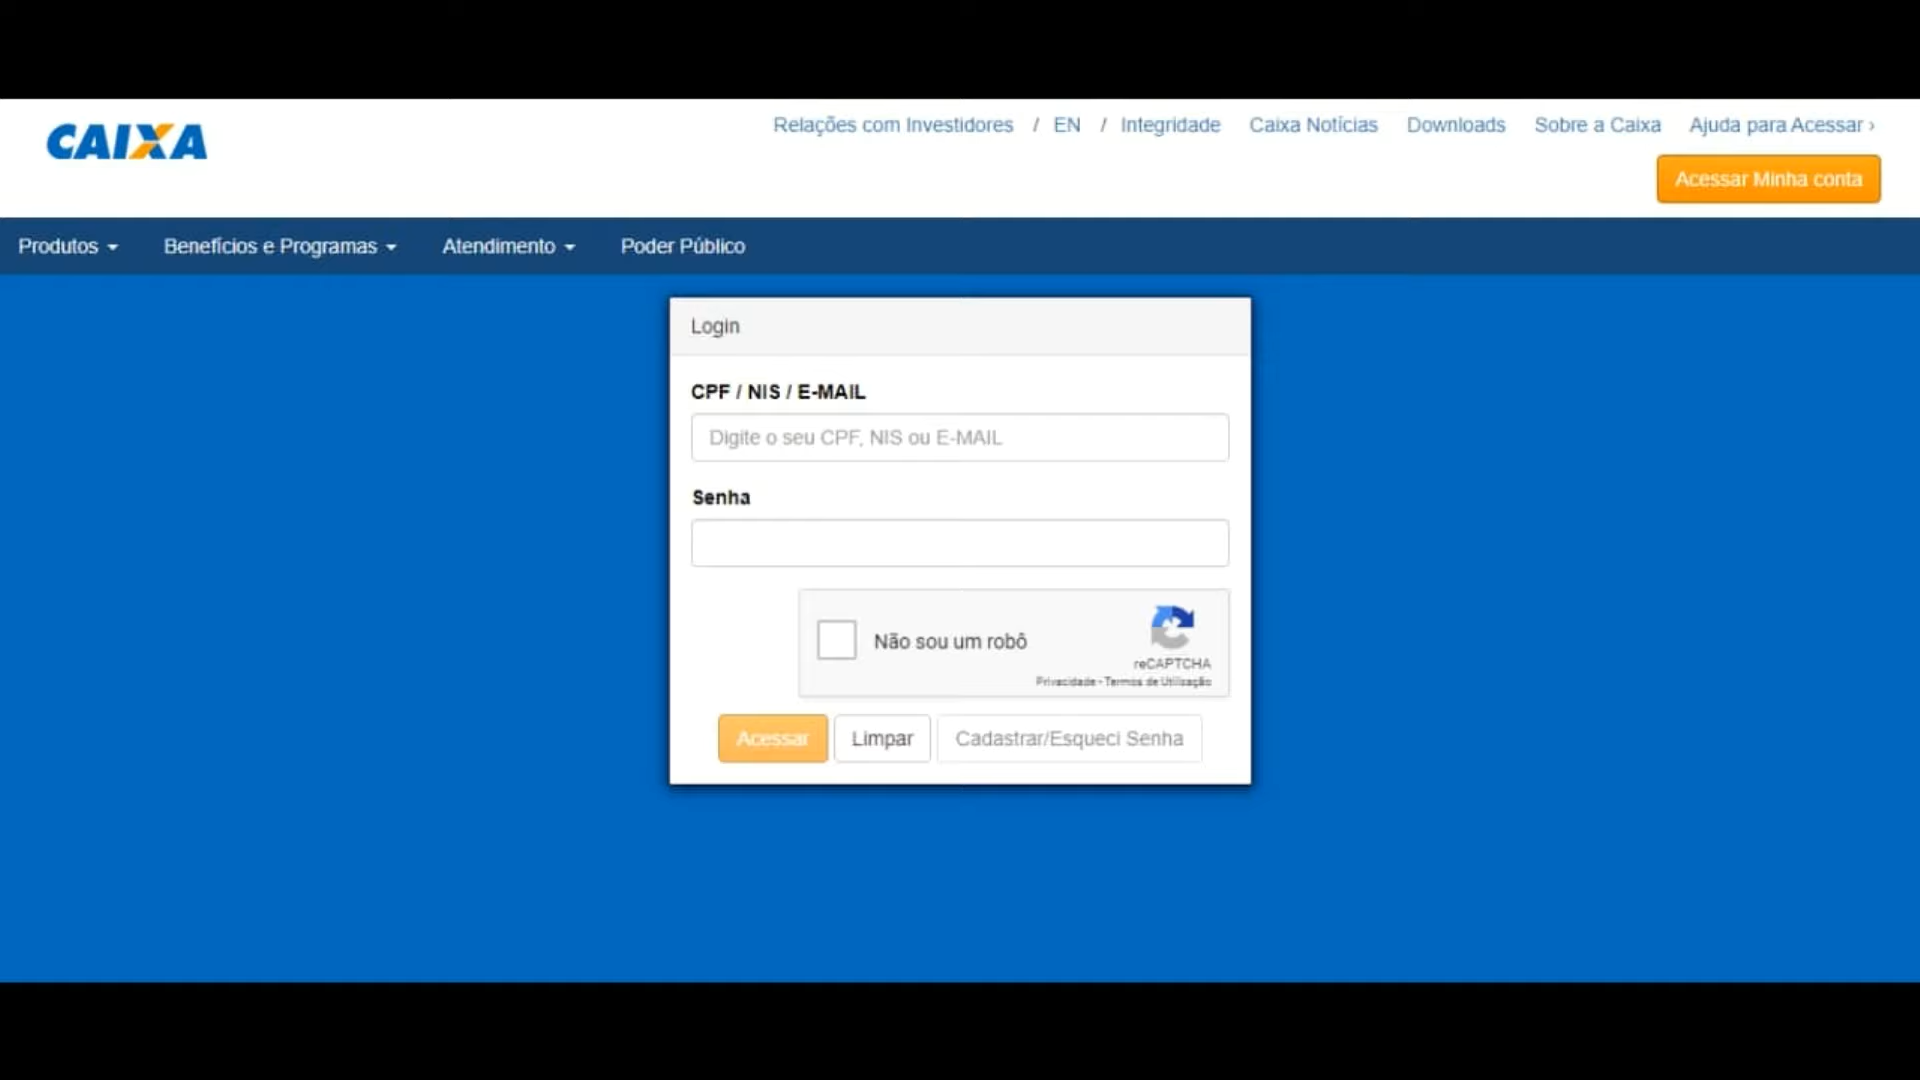 CAIXA
Relações com Investidores / EN / Integridade Caixa Notícias Downloads Sobre a Caixa Ajuda para Acessar ›
Acessar Minha conta
Produtos Benefícios e Programas Atendimento Poder Público
Login
CPF / NIS / E-MAIL
Digite o seu CPF, NIS ou E-MAIL
Senha
Não sou um robô
reCAPTCHA
Privacidade - Termos de Utilização
Acessar Limpar Cadastrar/Esqueci Senha